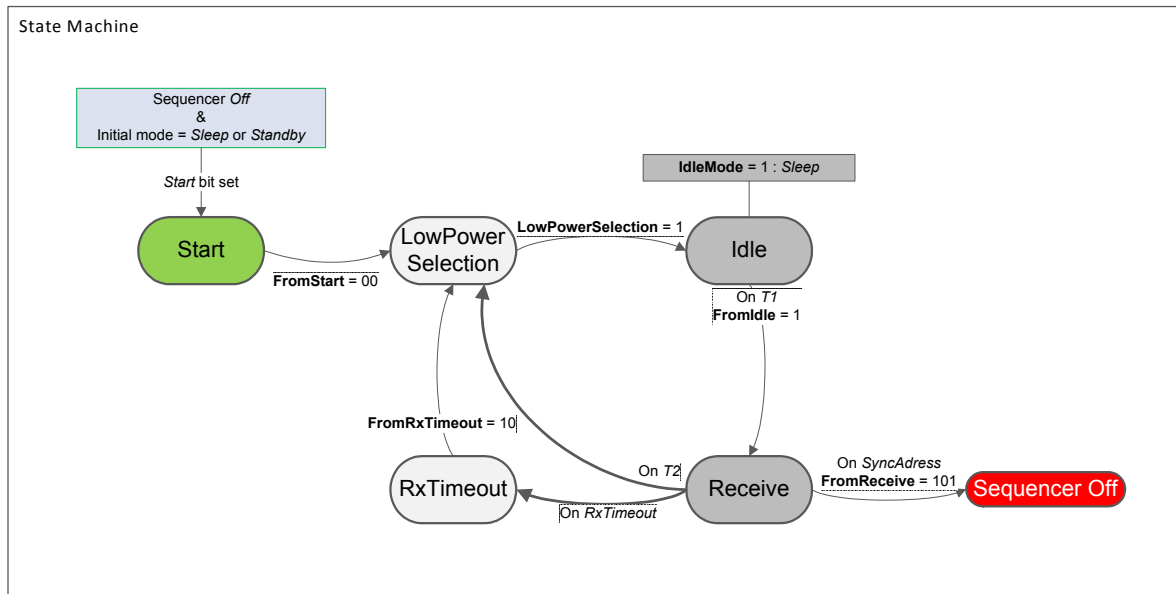 State Machine
Sequencer Off
&
Initial mode = Sleep or Standby
IdleMode = 1 : Sleep
Start bit set
Start
LowPower
Selection
LowPowerSelection = 1
Idle
FromStart = 00
On T1
FromIdle = 1
FromRxTimeout = 10
On T2
On SyncAdress
FromReceive = 101
RxTimeout
Receive
Sequencer Off
On RxTimeout